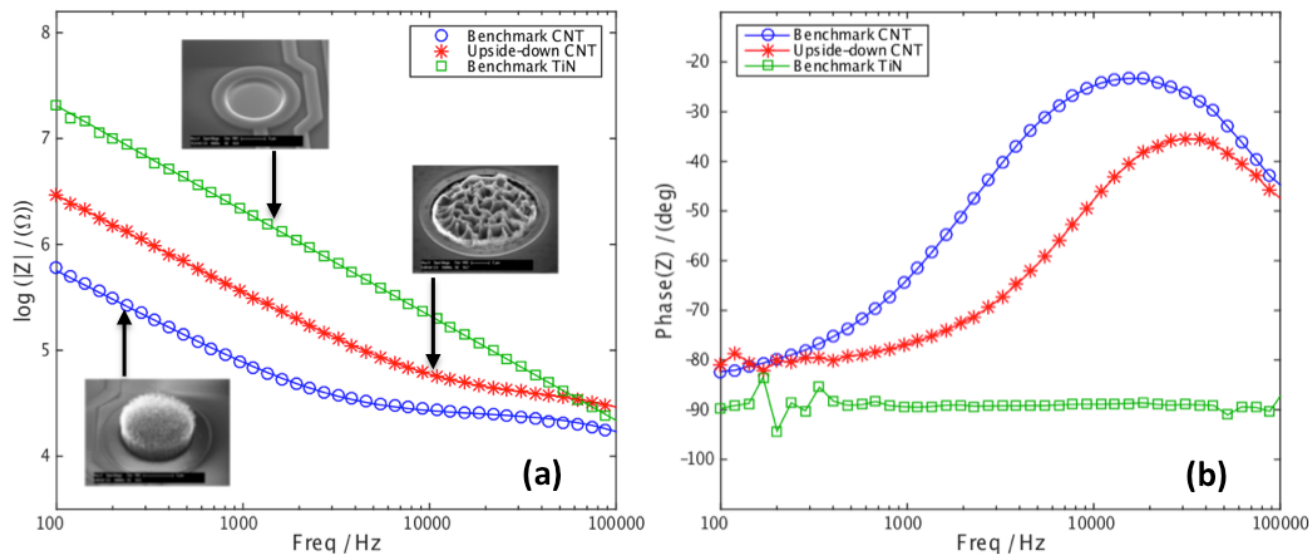 8
7
6
5
4
log (|Z| / (Ω))
100
1000
10000
100000
Freq / Hz
Benchmark CNT
Upside-down CNT
Benchmark TiN
(a)
-20
-30
-40
-50
-60
-70
-80
-90
-100
Phase(Z) / (deg)
100
1000
10000
100000
Freq / Hz
Benchmark CNT
Upside-down CNT
Benchmark TiN
(b)